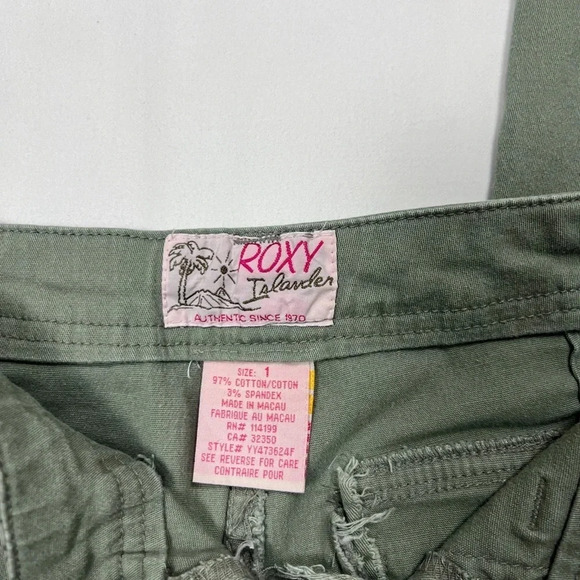 ROXY
Islander
AUTHENTIC SINCE 1970
SIZE: 1
97% COTTON/COTON
3% SPANDEX
MADE IN MACAU
FABRIQUE AU MACAU
RN# 114199
CA# 32350
STYLE# YY473624F
SEE REVERSE FOR CARE
CONTRAIRE POUR